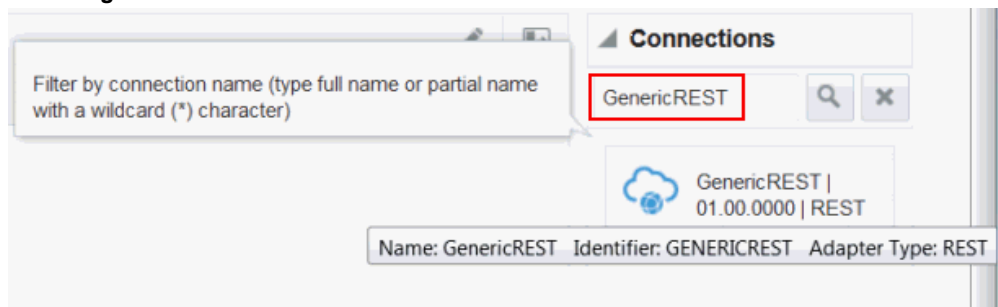 Connections
Filter by connection name (type full name or partial name
with a wildcard (*) character)
GenericREST
GenericREST |
01.00.0000 | REST
Name: GenericREST Identifier: GENERICREST Adapter Type: REST